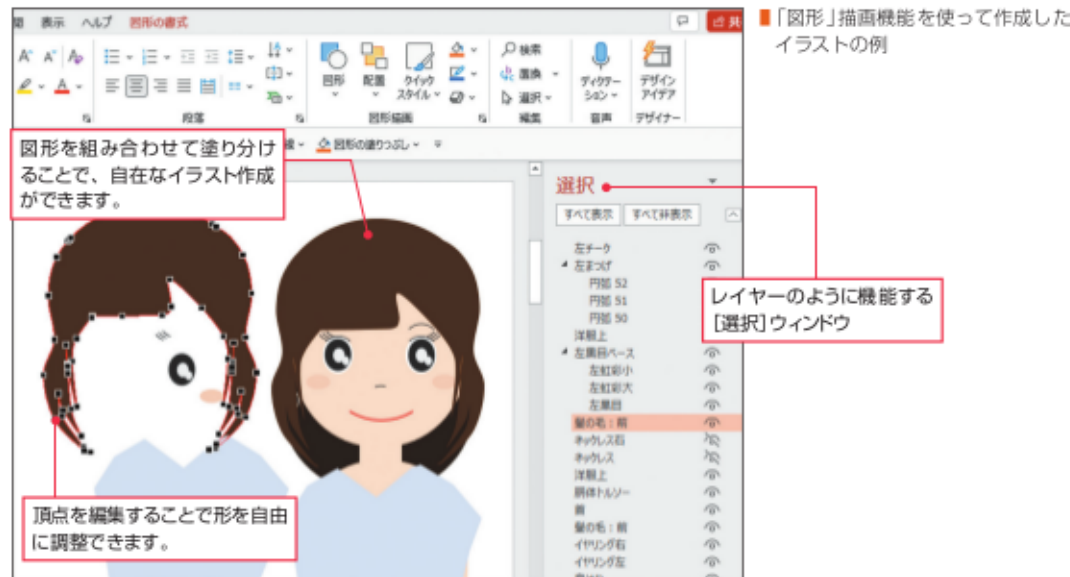 ■「図形」描画機能を使って作成した
イラストの例
表示 ヘルプ 図形の書式
図形 配置 クイックスタイル 検索 置換 選択 ディクテーション デザインアイデア
段落 図形描画 編集 音声 デザイナー
図形の塗りつぶし
図形を組み合わせて塗り分け
ることで、自在なイラスト作成
ができます。
選択
すべて表示 すべて非表示
左チーク
左まつげ
円弧 52
円弧 51
円弧 50
洋服上
左黒目ベース
左虹彩小
左虹彩大
左黒目
髪の毛：前
ネックレス石
ネックレス
洋服上
胴体トルソー
首
髪の毛：前
イヤリング右
イヤリング左
レイヤーのように機能する
[選択]ウィンドウ
頂点を編集することで形を自由
に調整できます。